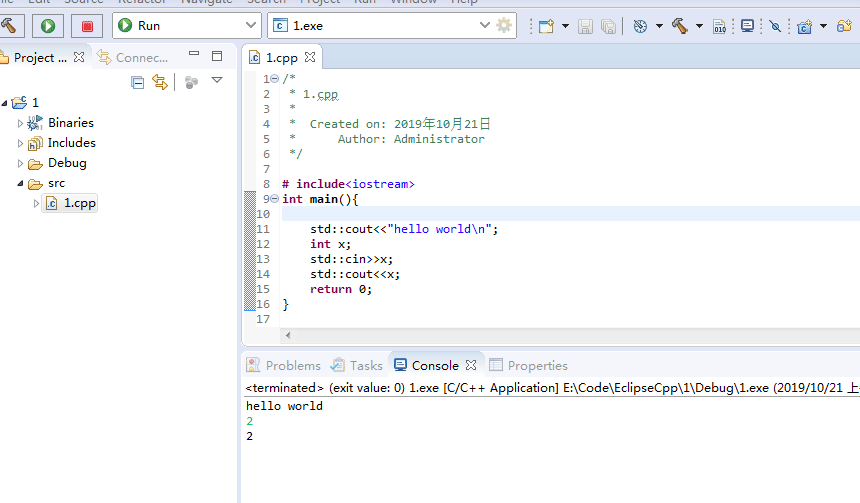 Run
1.exe
010
Project ...
Connec...
1.cpp
1
Binaries
Includes
Debug
src
1.cpp
1 /*
2  * 1.cpp
3  *
4  *  Created on: 2019年10月21日
5  *      Author: Administrator
6  */
7
8 # include<iostream>
9 int main(){
10
11     std::cout<<"hello world\n";
12     int x;
13     std::cin>>x;
14     std::cout<<x;
15     return 0;
16 }
17
Problems Tasks Console Properties
<terminated> (exit value: 0) 1.exe [C/C++ Application] E:\Code\EclipseCpp\1\Debug\1.exe (2019/10/21 上
hello world
2
2